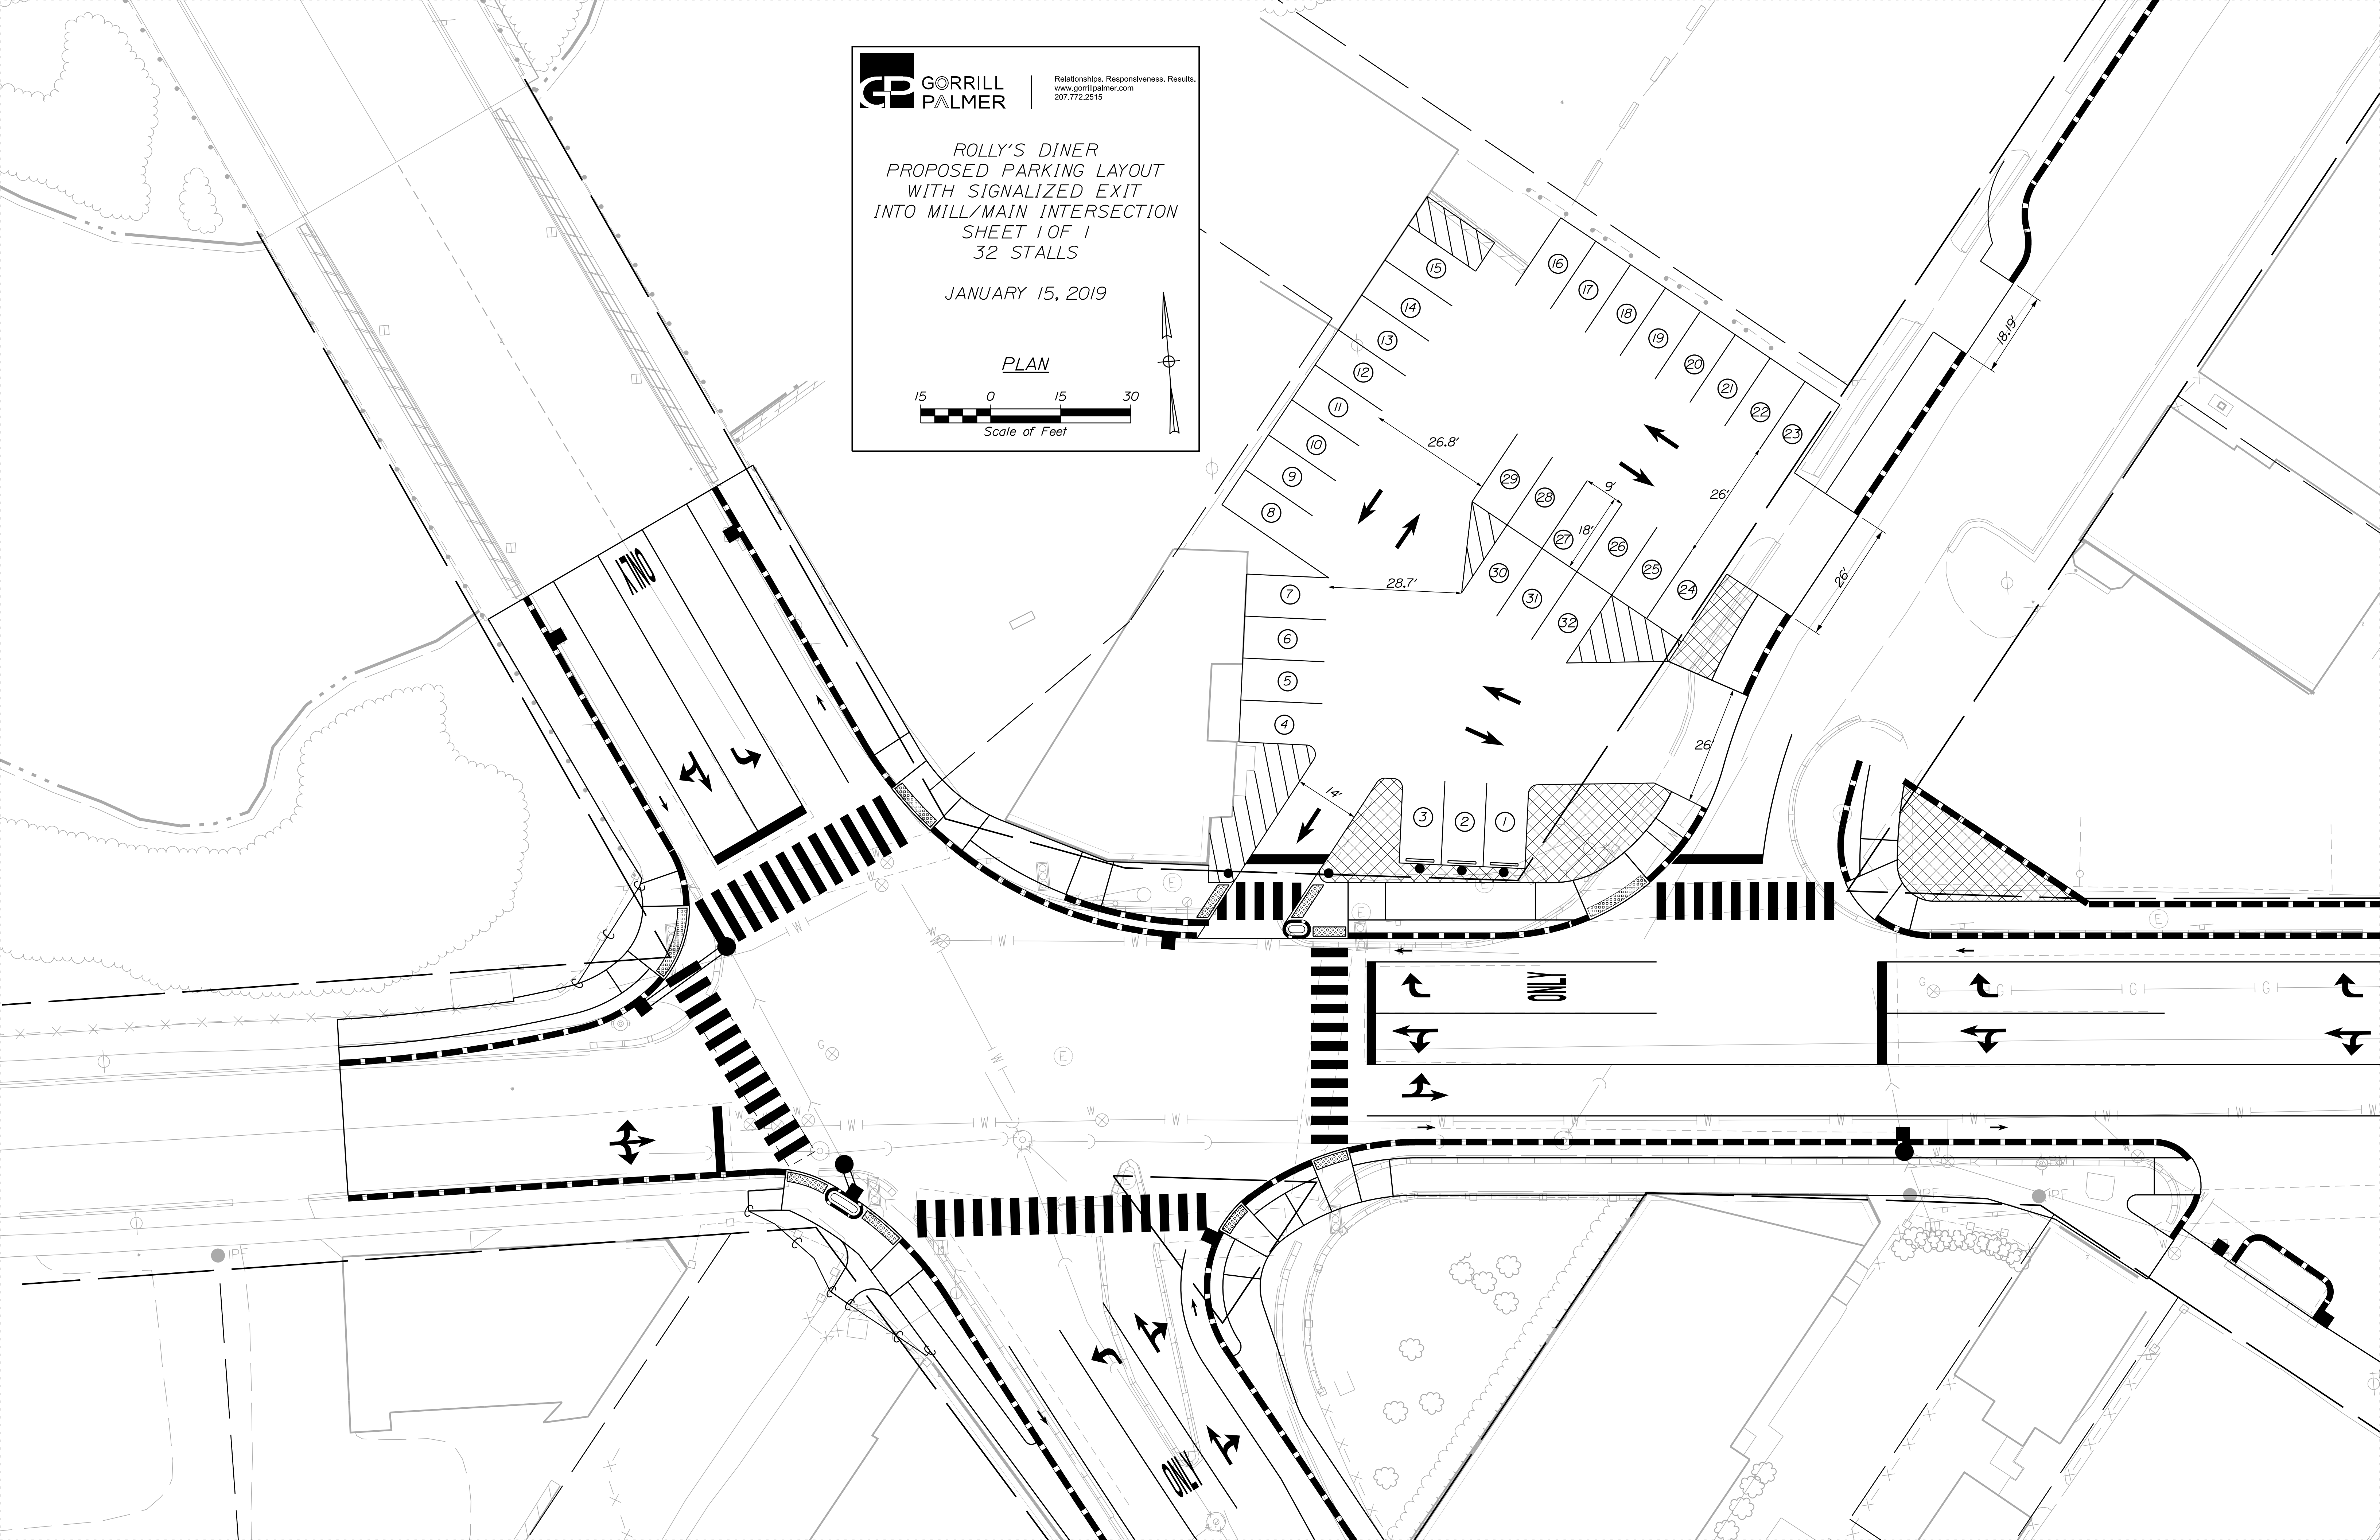 GORRILL
PALMER
Relationships. Responsiveness. Results.
www.gorrillpalmer.com
207.772.2515
ROLLY'S DINER
PROPOSED PARKING LAYOUT
WITH SIGNALIZED EXIT
INTO MILL/MAIN INTERSECTION
SHEET 1 OF 1
32 STALLS
JANUARY 15, 2019
PLAN
15 0 15 30
Scale of Feet
15
14
13
12
11
10
9
8
7
6
5
4
3
2
1
16
17
18
19
20
21
22
23
29
28
27
26
25
24
30
31
32
26.8'
28.7'
9'
18'
26'
18.19'
26'
26'
14'
ONLY
ONLY
ONLY
E
E
E
E
E
W
W
W
W
W
W
W
W
W
W
W
W
W
W
G
G
G
G
G
IPF
IPF
IPF